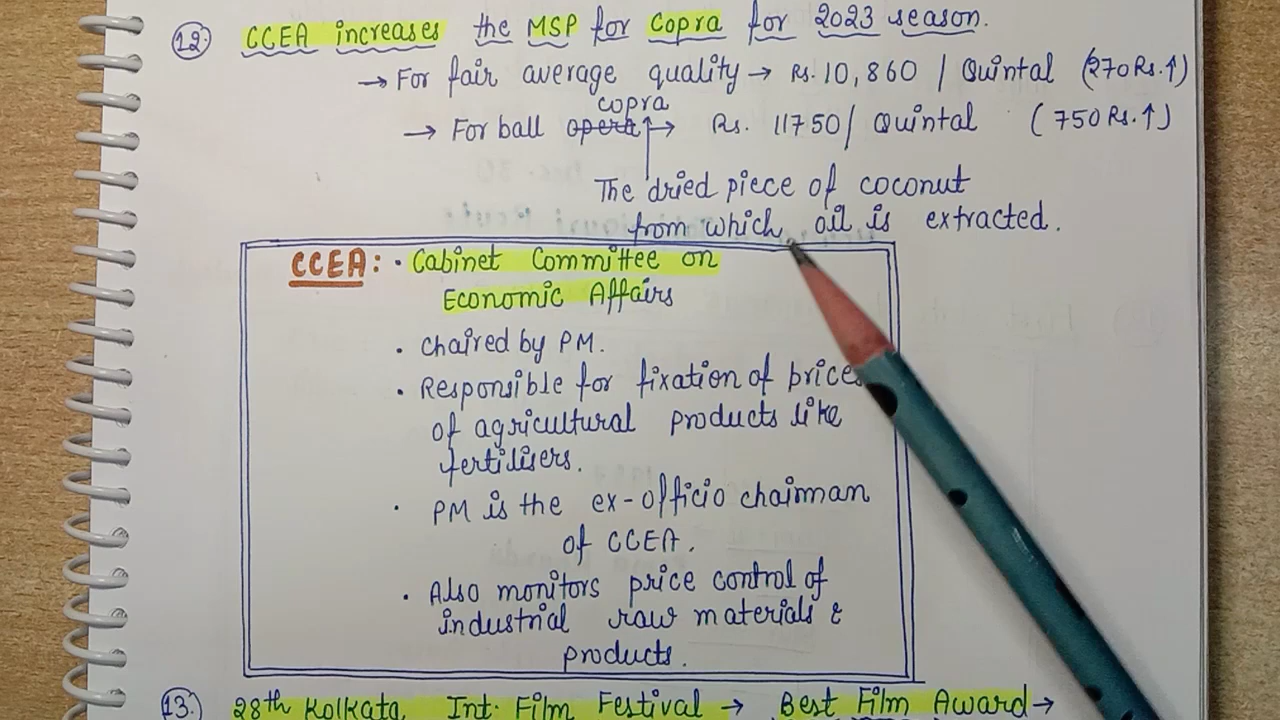 12. CCEA increases the MSP for Copra for 2023 season.
→ For fair average quality → Rs. 10,860 / Quintal (270 Rs.↑)
copra
→ For ball opera → Rs. 11750/ Quintal (750 Rs.↑)
The dried piece of coconut
from which oil is extracted.
CCEA: · Cabinet Committee on
Economic Affairs
· chaired by PM.
· Responsible for fixation of price
of agricultural products like
fertilisers.
· PM is the ex-officio chairman
of CCEA.
· Also monitors price control of
industrial raw materials &
products.
13. 28th Kolkata Int. Film Festival → Best Film Award →